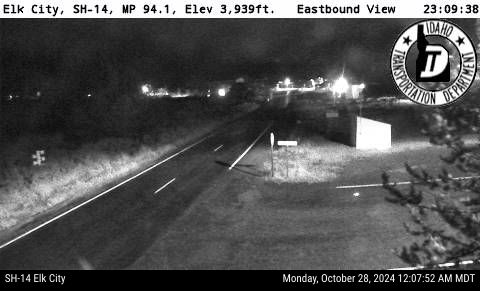 Elk City, SH-14, MP 94.1, Elev 3,939ft. Eastbound View 23:09:38
IDAHO
TRANSPORTATION DEPARTMENT
SH-14 Elk City Monday, October 28, 2024 12:07:52 AM MDT